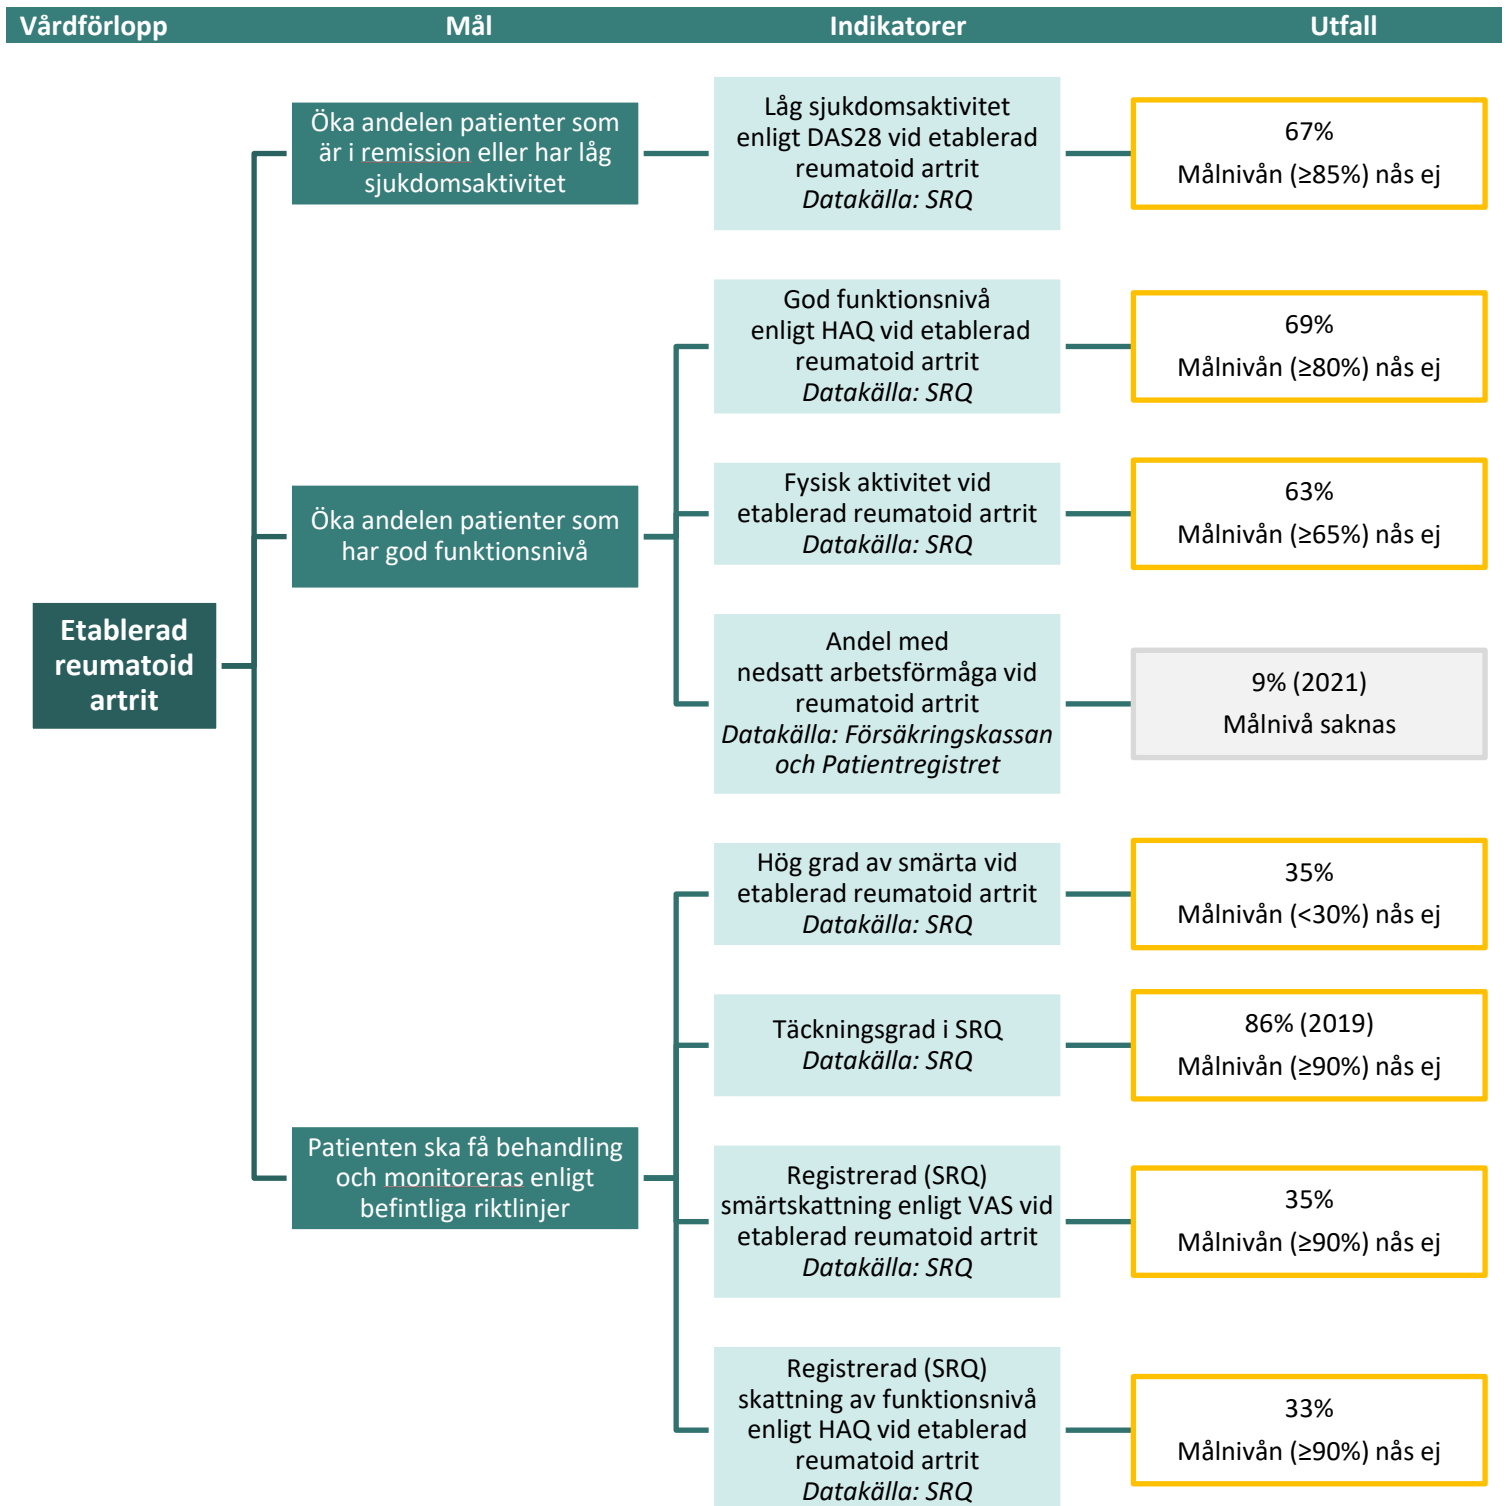 Vårdförlopp Mål Indikatorer Utfall
Öka andelen patienter som
är i remission eller har låg
sjukdomsaktivitet
Låg sjukdomsaktivitet
enligt DAS28 vid etablerad
reumatoid artrit
Datakälla: SRQ
67%
Målnivån (≥85%) nås ej
God funktionsnivå
enligt HAQ vid etablerad
reumatoid artrit
Datakälla: SRQ
69%
Målnivån (≥80%) nås ej
Öka andelen patienter som
har god funktionsnivå
Fysisk aktivitet vid
etablerad reumatoid artrit
Datakälla: SRQ
63%
Målnivån (≥65%) nås ej
Etablerad
reumatoid
artrit
Andel med
nedsatt arbetsförmåga vid
reumatoid artrit
Datakälla: Försäkringskassan
och Patientregistret
9% (2021)
Målnivå saknas
Hög grad av smärta vid
etablerad reumatoid artrit
Datakälla: SRQ
35%
Målnivån (<30%) nås ej
Täckningsgrad i SRQ
Datakälla: SRQ
86% (2019)
Målnivån (≥90%) nås ej
Patienten ska få behandling
och monitoreras enligt
befintliga riktlinjer
Registrerad (SRQ)
smärtskattning enligt VAS vid
etablerad reumatoid artrit
Datakälla: SRQ
35%
Målnivån (≥90%) nås ej
Registrerad (SRQ)
skattning av funktionsnivå
enligt HAQ vid etablerad
reumatoid artrit
Datakälla: SRQ
33%
Målnivån (≥90%) nås ej